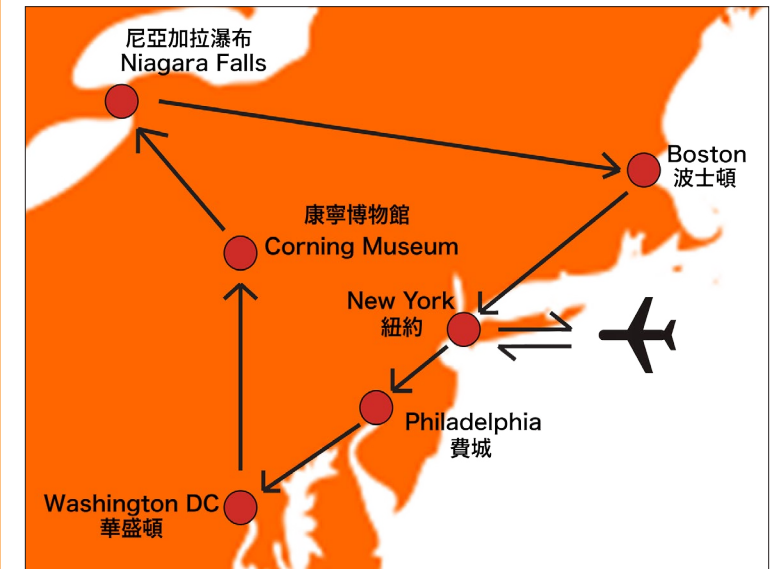 尼亞加拉瀑布
Niagara Falls
Boston
波士頓
康寧博物館
Corning Museum
New York
紐約
Philadelphia
費城
Washington DC
華盛頓